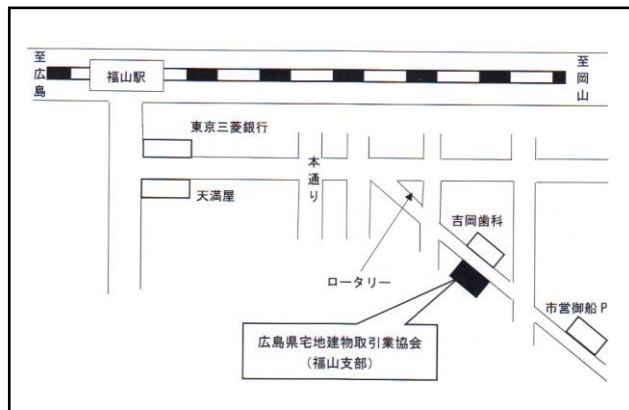 至広島
福山駅
至岡山
東京三菱銀行
本通り
天満屋
吉岡歯科
ロータリー
市営御船P
広島県宅地建物取引業協会
(福山支部)